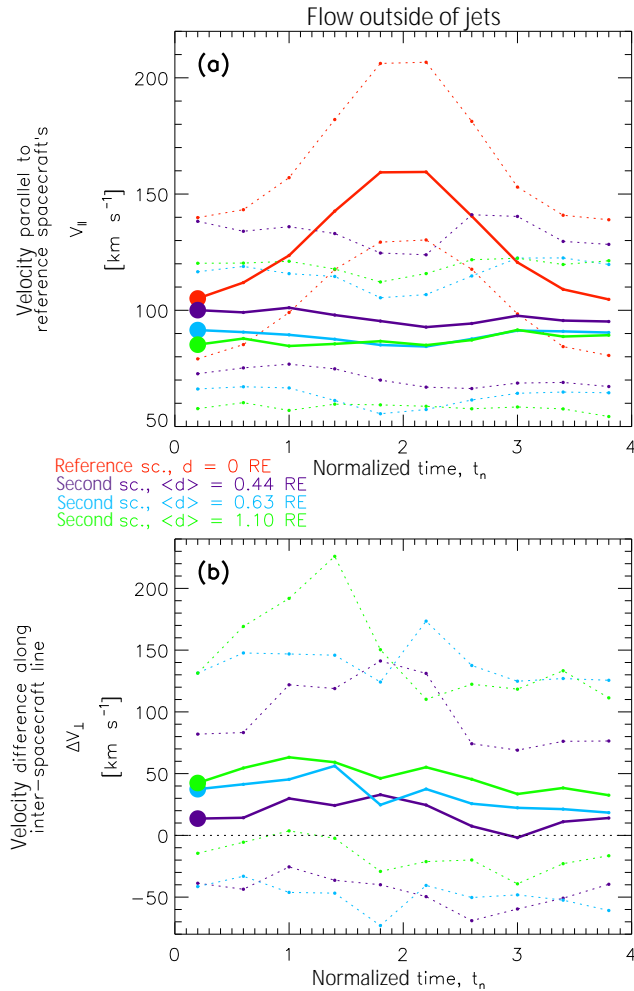 Flow outside of jets
(a)
Velocity parallel to
reference spacecraft's
V∥
[km s⁻¹]
200
150
100
50
0
1
2
3
4
Normalized time, tₙ
Reference sc., d = 0 RE
Second sc., <d> = 0.44 RE
Second sc., <d> = 0.63 RE
Second sc., <d> = 1.10 RE
(b)
Velocity difference along
inter-spacecraft line
ΔV⊥
[km s⁻¹]
200
150
100
50
0
-50
0
1
2
3
4
Normalized time, tₙ